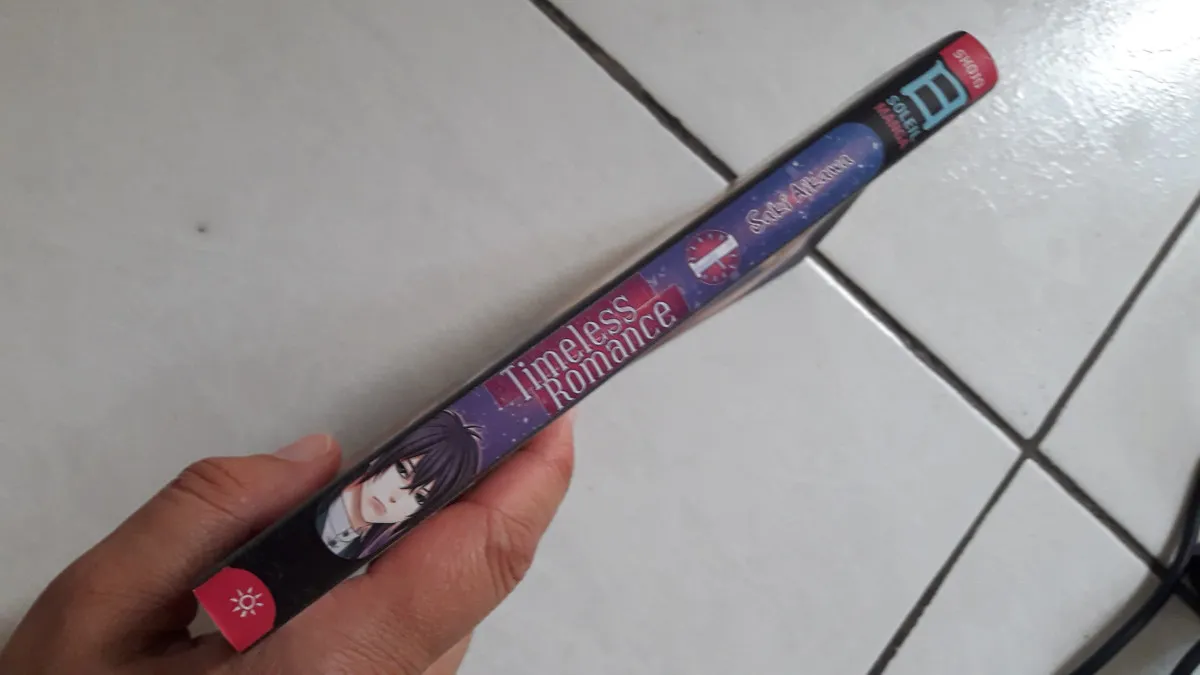 Timeless
Romance
1
Saki Aikawa
SOLEIL
MANGA
SHOJO